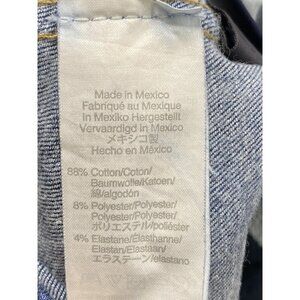 Made in Mexico
Fabriqué au Mexique
In Mexiko Hergestellt
Vervaardigd in Mexico
メキシコ製
Hecho en México
88% Cotton/Coton/
Baumwolle/Katoen/
綿/algodón
8% Polyester/Polyester/
Polyester/Polyester/
ポリエステル/poliéster
4% Elastane/Élasthanne/
Elastan/Elastaan/
エラステーン/elastano